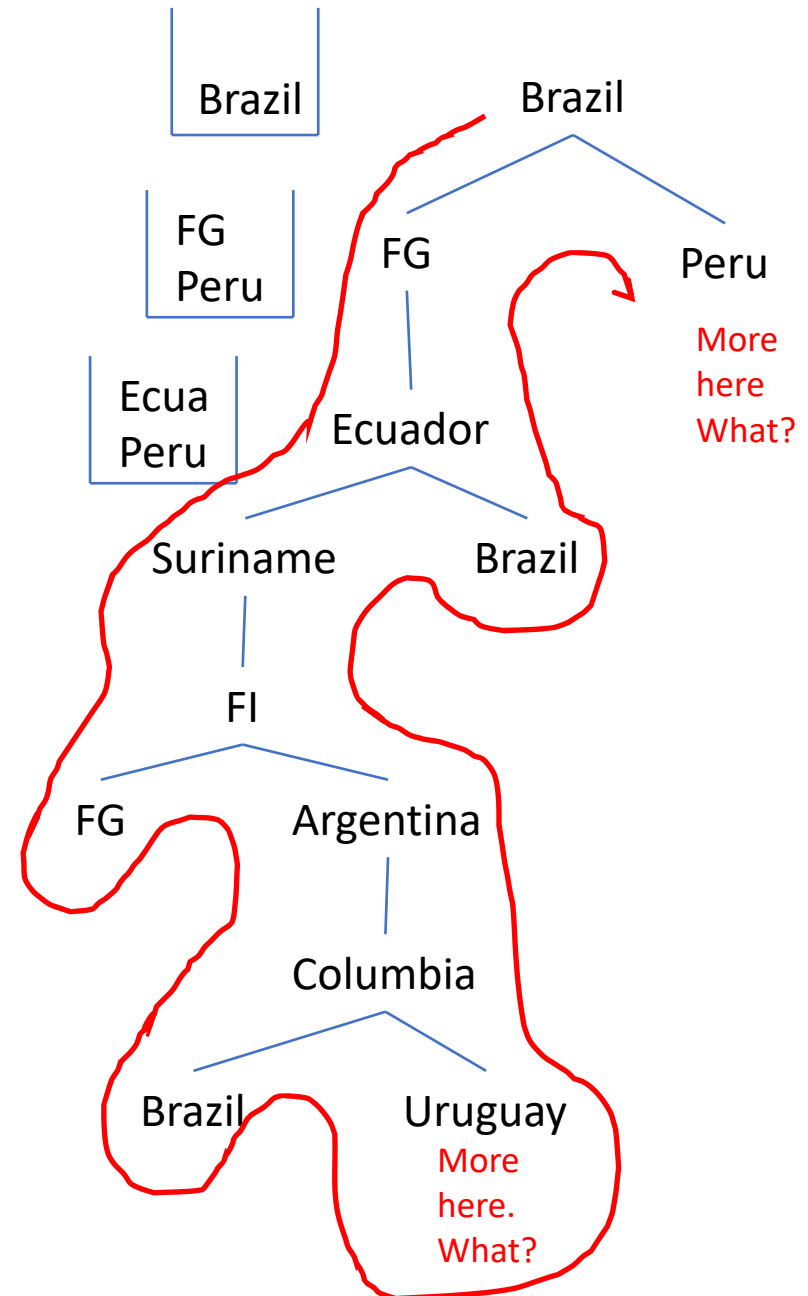 Brazil
Brazil
FG
Peru
FG
Peru
More
here
What?
Ecua
Peru
Ecuador
Suriname
Brazil
FI
FG
Argentina
Columbia
Brazil
Uruguay
More
here.
What?